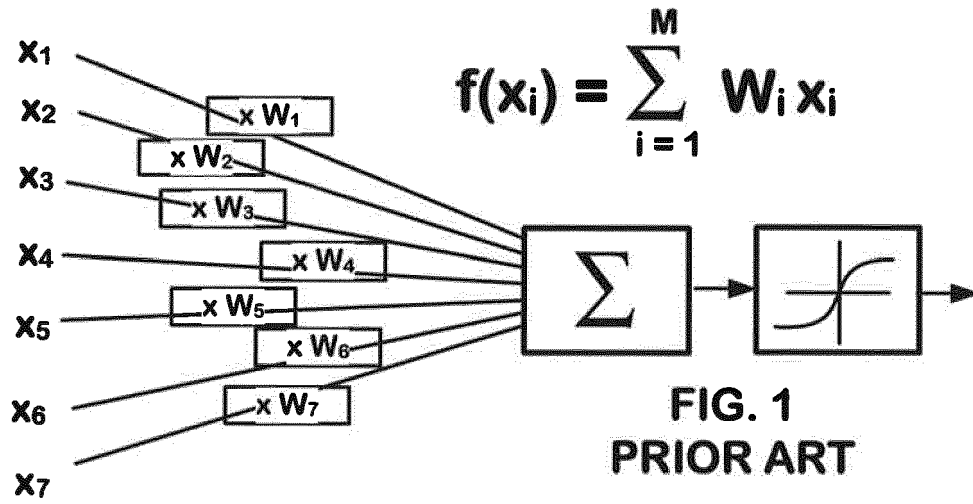 x₁
x₂
x₃
x₄
x₅
x₆
x₇
× W₁
× W₂
× W₃
× W₄
× W₅
× W₆
× W₇
M
f(xᵢ) = ∑ Wᵢ xᵢ
i = 1
∑
FIG. 1
PRIOR ART